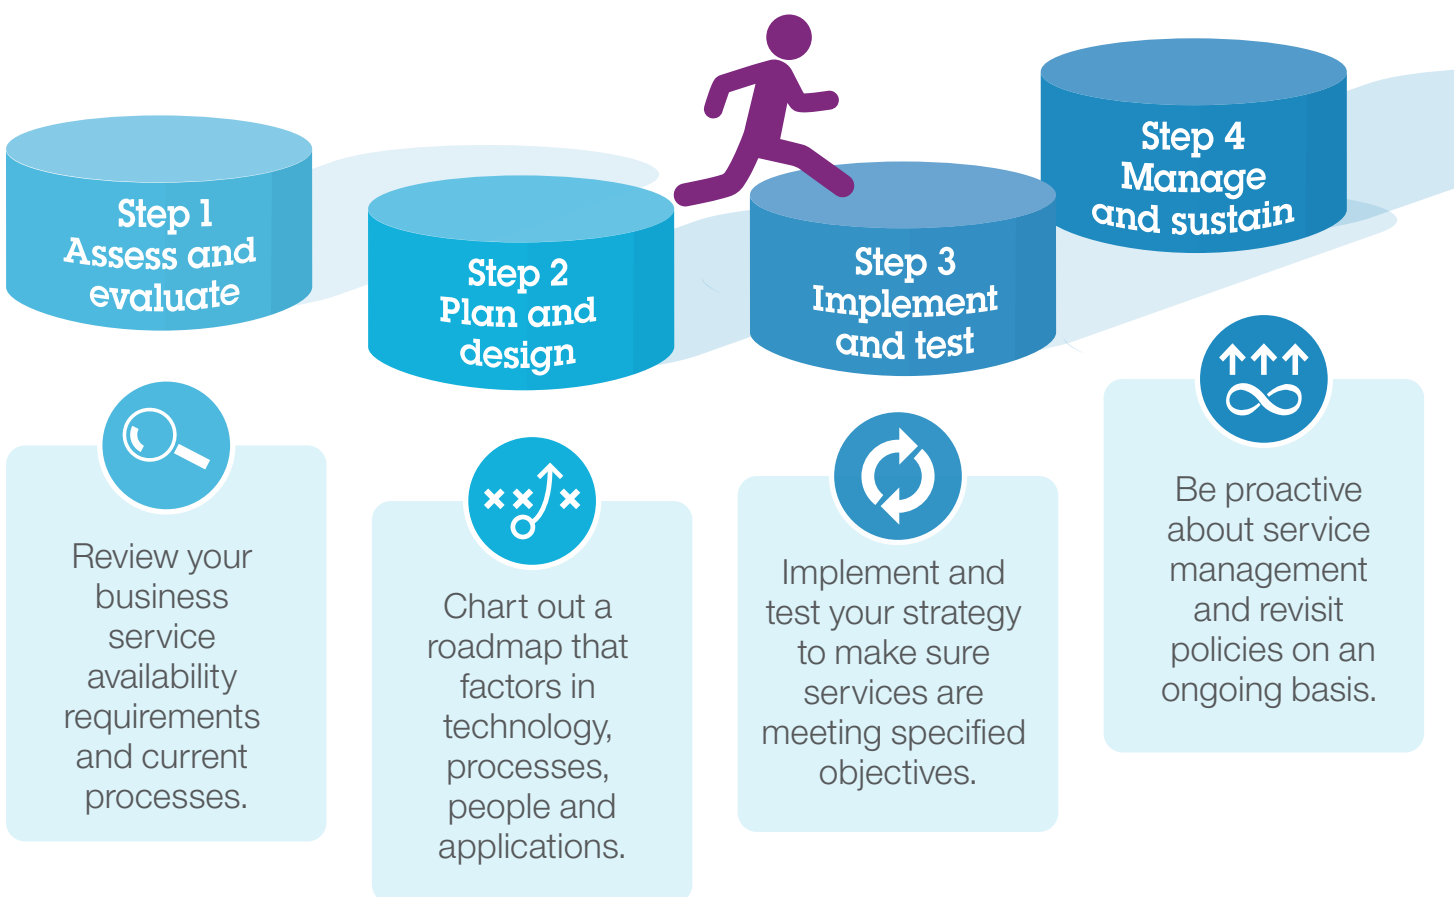 Step 1
Assess and
evaluate
Step 2
Plan and
design
Step 3
Implement
and test
Step 4
Manage
and sustain
Review your
business
service
availability
requirements
and current
processes.
Chart out a
roadmap that
factors in
technology,
processes,
people and
applications.
Implement and
test your strategy
to make sure
services are
meeting specified
objectives.
Be proactive
about service
management
and revisit
policies on an
ongoing basis.